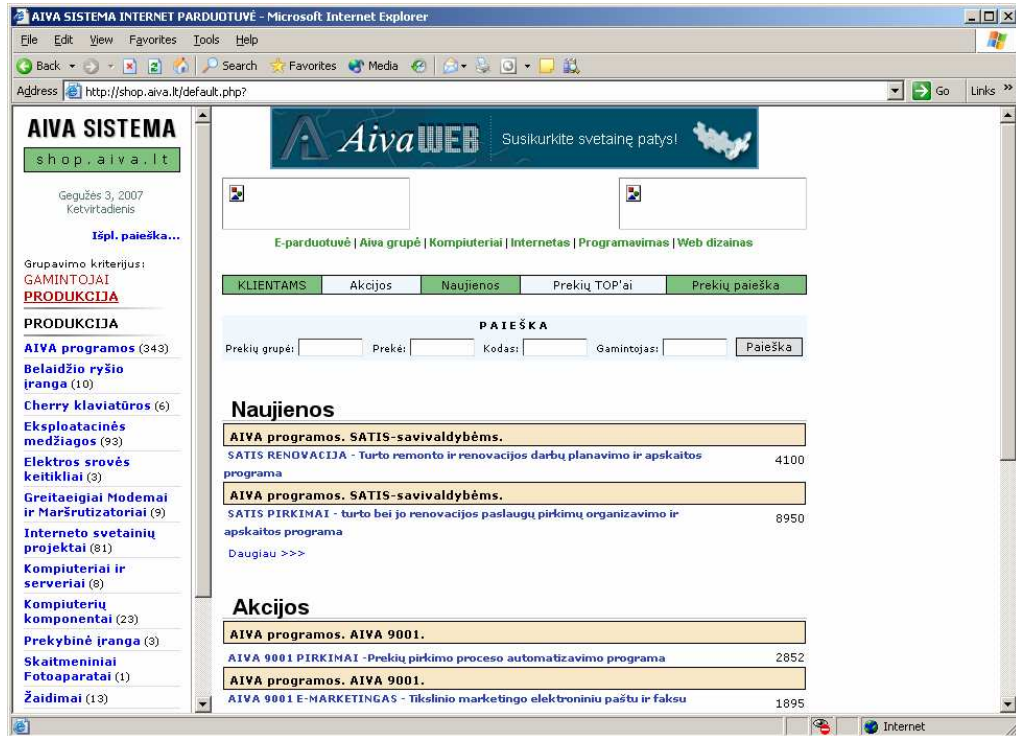 AIVA SISTEMA INTERNET PARDUOTUVĖ - Microsoft Internet Explorer
File Edit View Favorites Tools Help
Back Search Favorites Media
Address http://shop.aiva.lt/default.php? Go Links »
AIVA SISTEMA
shop.aiva.lt
Gegužės 3, 2007
Ketvirtadienis
Išpl. paieška...
Grupavimo kriterijus:
GAMINTOJAI
PRODUKCIJA
PRODUKCIJA
AIVA programos (343)
Belaidžio ryšio
įranga (10)
Cherry klaviatūros (6)
Eksploatacinės
medžiagos (93)
Elektros srovės
keitikliai (3)
Greitaeigiai Modemai
ir Maršrutizatoriai (9)
Interneto svetainių
projektai (81)
Kompiuteriai ir
serveriai (8)
Kompiuterių
komponentai (23)
Prekybinė įranga (3)
Skaitmeniniai
Fotoaparatai (1)
Žaidimai (13)
Aiva WEB Susikurkite svetainę patys!
E-parduotuvė | Aiva grupė | Kompiuteriai | Internetas | Programavimas | Web dizainas
KLIENTAMS Akcijos Naujienos Prekių TOP'ai Prekių paieška
PAIEŠKA
Prekių grupė: Prekė: Kodas: Gamintojas: Paieška
Naujienos
AIVA programos. SATIS-savivaldybėms.
SATIS RENOVACIJA - Turto remonto ir renovacijos darbų planavimo ir apskaitos 4100
programa
AIVA programos. SATIS-savivaldybėms.
SATIS PIRKIMAI - turto bei jo renovacijos paslaugų pirkimų organizavimo ir 8950
apskaitos programa
Daugiau >>>
Akcijos
AIVA programos. AIVA 9001.
AIVA 9001 PIRKIMAI -Prekių pirkimo proceso automatizavimo programa 2852
AIVA programos. AIVA 9001.
AIVA 9001 E-MARKETINGAS - Tikslinio marketingo elektroniniu paštu ir faksu 1895
Internet